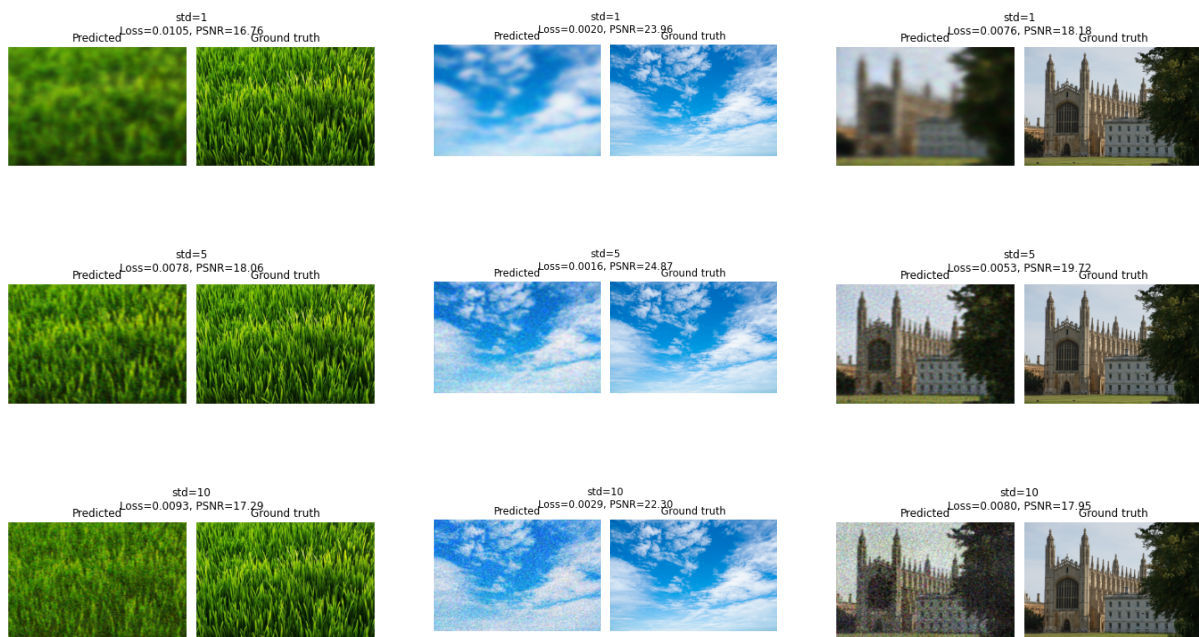 std=1
Loss=0.0105, PSNR=16.76
Predicted Ground truth
std=1
Loss=0.0020, PSNR=23.96
Predicted Ground truth
std=1
Loss=0.0076, PSNR=18.18
Predicted Ground truth
std=5
Loss=0.0078, PSNR=18.06
Predicted Ground truth
std=5
Loss=0.0016, PSNR=24.87
Predicted Ground truth
std=5
Loss=0.0053, PSNR=19.72
Predicted Ground truth
std=10
Loss=0.0093, PSNR=17.29
Predicted Ground truth
std=10
Loss=0.0029, PSNR=22.30
Predicted Ground truth
std=10
Loss=0.0080, PSNR=17.95
Predicted Ground truth